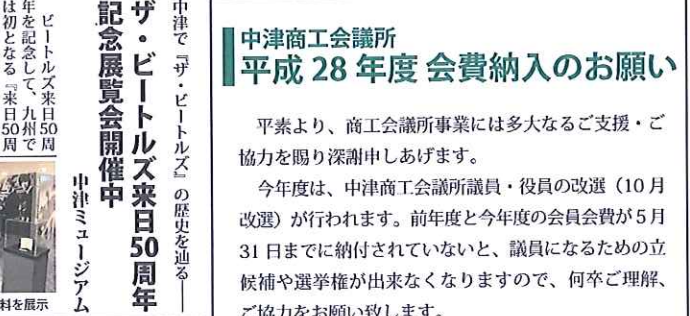 中津で『ザ・ビートルズ』の歴史を辿る――
ザ・ビートルズ来日50周年
記念展覧会開催中
中津ミュージアム
ビートルズ来日50周
年を記念して、九州で
は初となる『来日50周
料を展示
中津商工会議所
平成 28 年度 会費納入のお願い
平素より、商工会議所事業には多大なるご支援・ご
協力を賜り深謝申しあげます。
今年度は、中津商工会議所議員・役員の改選（10 月
改選）が行われます。前年度と今年度の会員会費が5月
31 日までに納付されていないと、議員になるための立
候補や選挙権が出来なくなりますので、何卒ご理解、
ご協力をお願い致します。